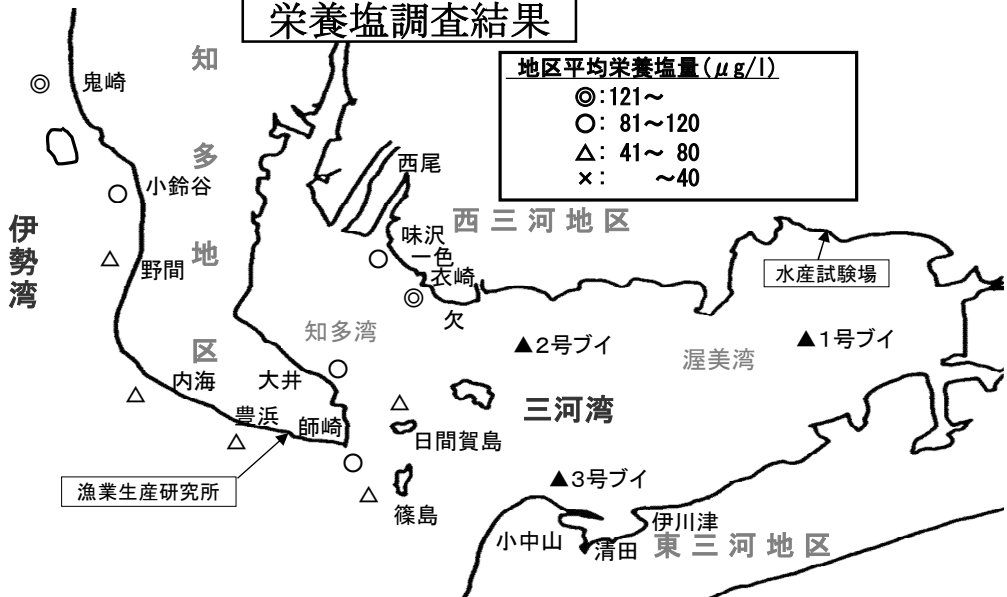 栄養塩調査結果
地区平均栄養塩量(μg/l)
◎:121～
○: 81～120
△: 41～ 80
×: ～40
知多地区
鬼崎
小鈴谷
伊勢湾
野間
内海
豊浜
師崎
大井
漁業生産研究所
西尾
西三河地区
味沢
一色
衣崎
欠
水産試験場
知多湾
▲2号ブイ
▲1号ブイ
渥美湾
三河湾
日間賀島
篠島
▲3号ブイ
小中山
清田
伊川津
東三河地区